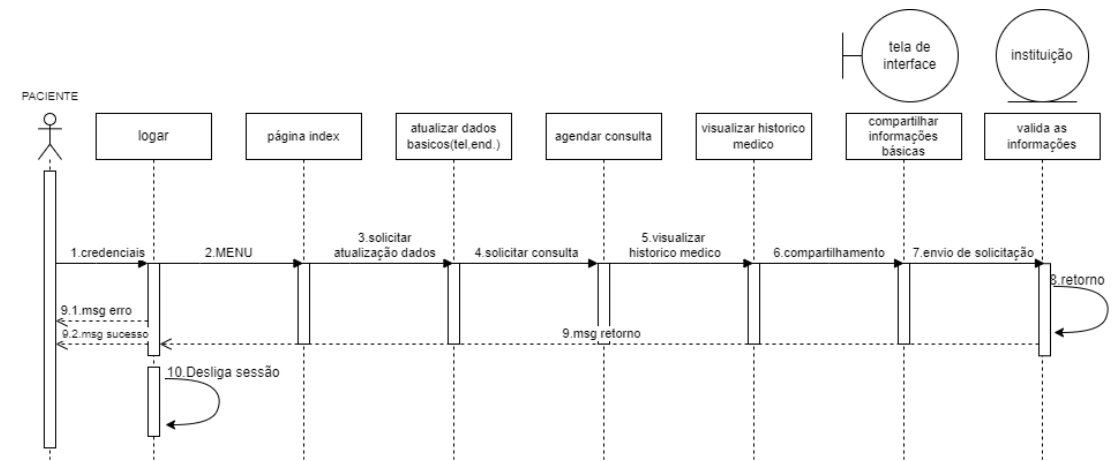 tela de
interface
instituição
PACIENTE
logar
página index
atualizar dados
basicos(tel,end.)
agendar consulta
visualizar historico
medico
compartilhar
informações
básicas
valida as
informações
1.credenciais
2.MENU
3.solicitar
atualização dados
4.solicitar consulta
5.visualizar
historico medico
6.compartilhamento
7.envio de solicitação
8.retorno
9.1.msg erro
9.2.msg sucesso
9.msg retorno
10.Desliga sessão